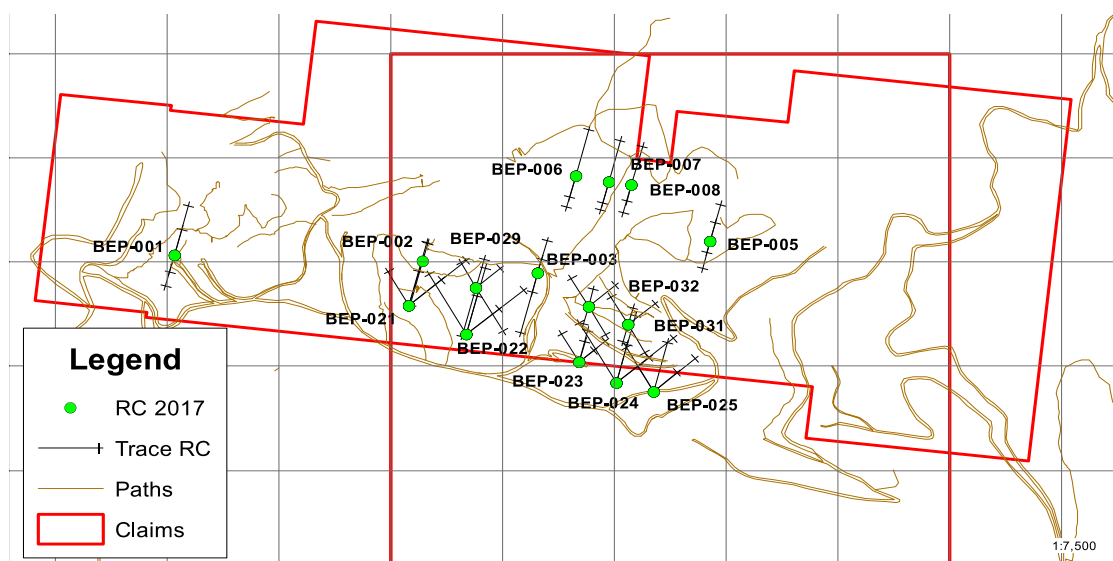 BEP-006
BEP-007
BEP-008
BEP-001
BEP-002
BEP-029
BEP-003
BEP-005
BEP-032
BEP-021
BEP-022
BEP-031
BEP-023
BEP-024
BEP-025
Legend
RC 2017
Trace RC
Paths
Claims
1:7,500